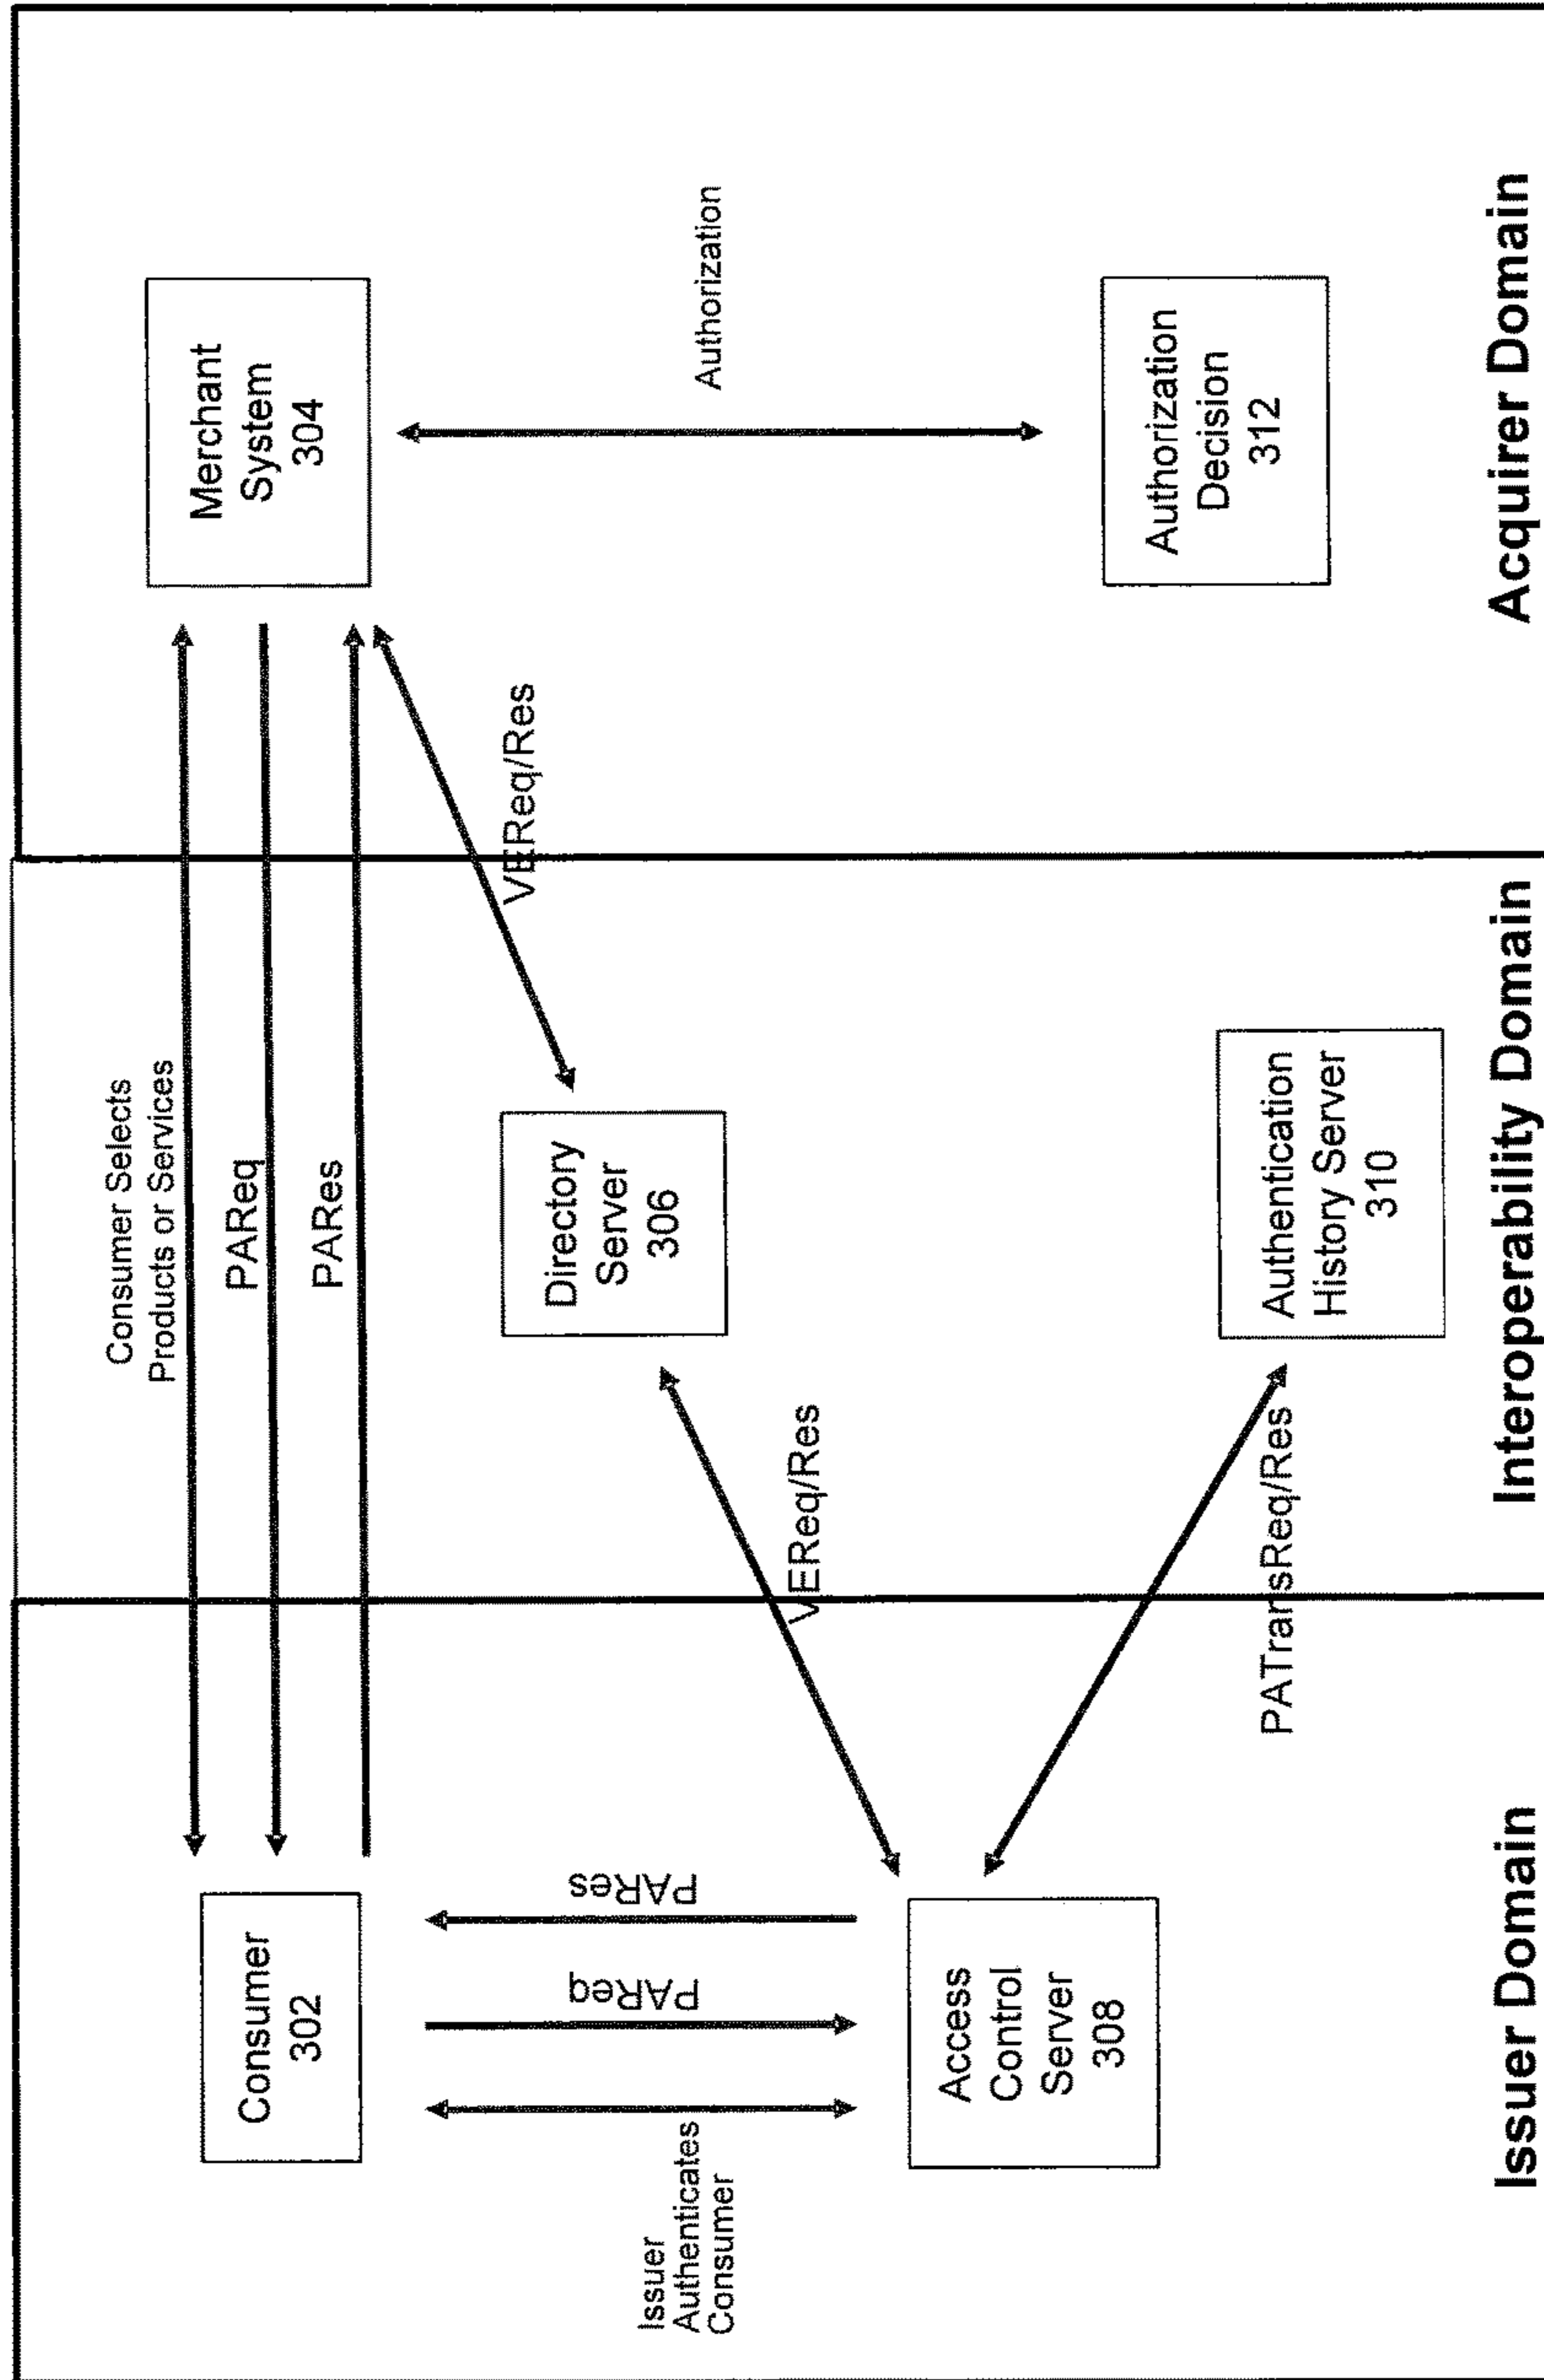 Consumer Selects
Products or Services
PAReq
PARes
Consumer
302
Merchant
System
304
Issuer
Authenticates
Consumer
PAReq
PARes
VEReq/Res
Directory
Server
306
VEReq/Res
Authorization
Access
Control
Server
308
PATransReq/Res
Authentication
History Server
310
Authorization
Decision
312
Issuer Domain
Interoperability Domain
Acquirer Domain